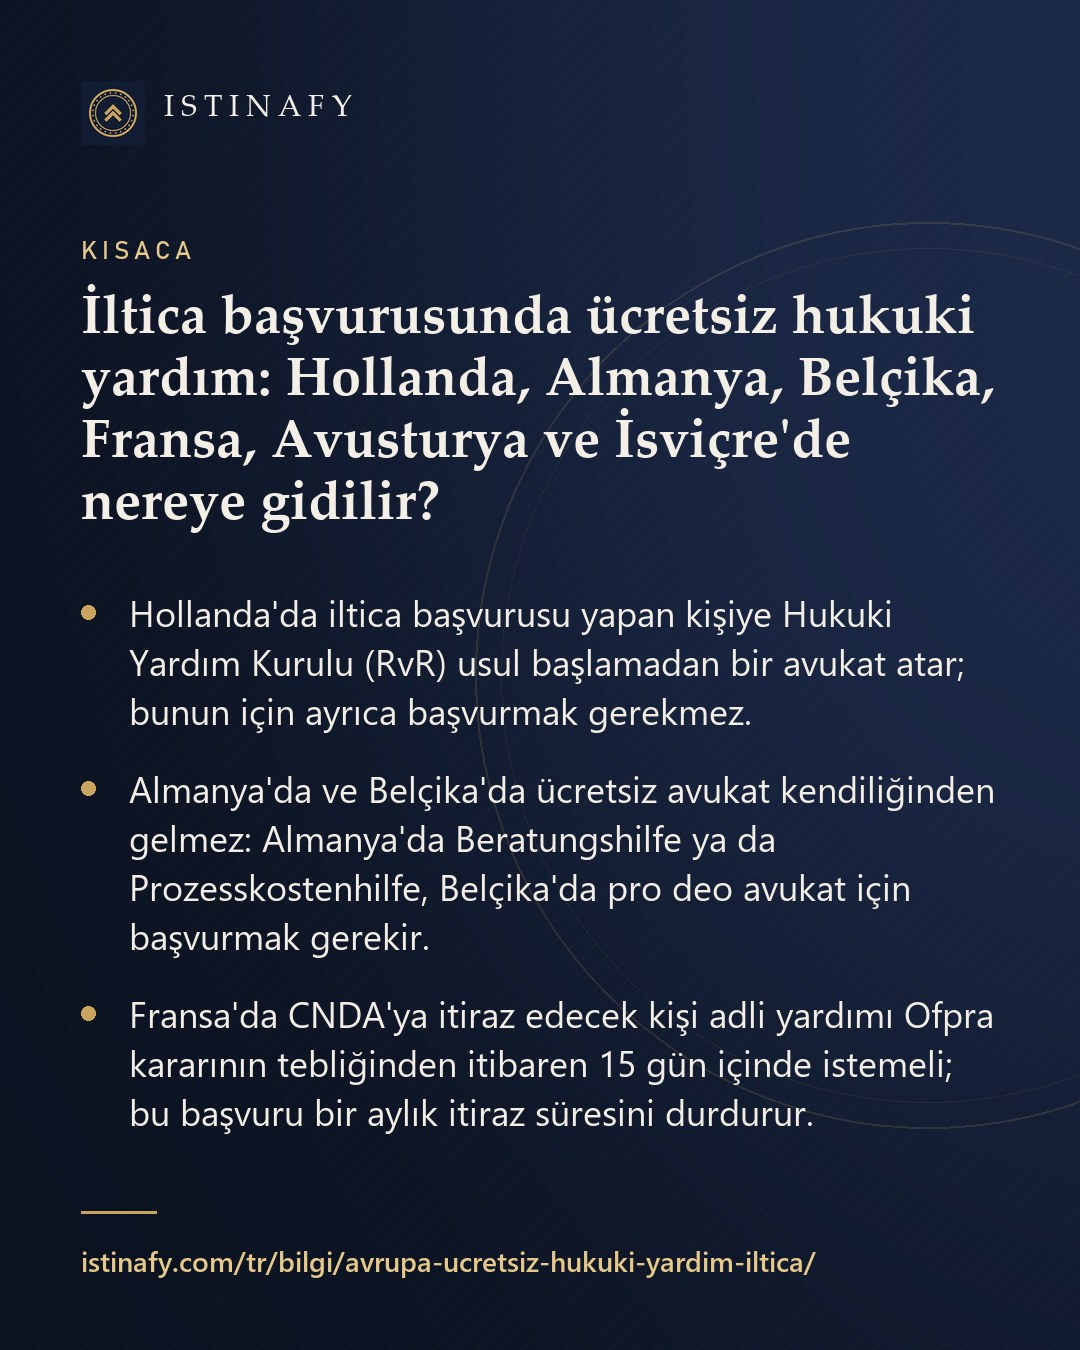 ISTINAFY
KISACA
İltica başvurusunda ücretsiz hukuki
yardım: Hollanda, Almanya, Belçika,
Fransa, Avusturya ve İsviçre'de
nereye gidilir?
Hollanda'da iltica başvurusu yapan kişiye Hukuki
Yardım Kurulu (RvR) usul başlamadan bir avukat atar;
bunun için ayrıca başvurmak gerekmez.
Almanya'da ve Belçika'da ücretsiz avukat kendiliğinden
gelmez: Almanya'da Beratungshilfe ya da
Prozesskostenhilfe, Belçika'da pro deo avukat için
başvurmak gerekir.
Fransa'da CNDA'ya itiraz edecek kişi adli yardımı Ofpra
kararının tebliğinden itibaren 15 gün içinde istemeli;
bu başvuru bir aylık itiraz süresini durdurur.
istinafy.com/tr/bilgi/avrupa-ucretsiz-hukuki-yardim-iltica/